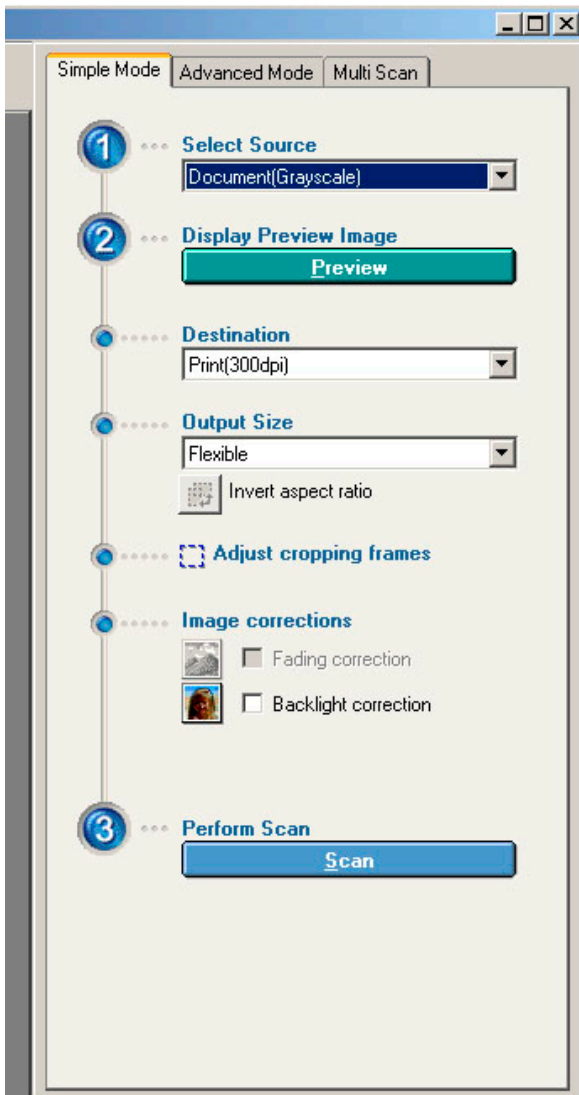 Simple Mode Advanced Mode Multi Scan
1 Select Source
Document(Grayscale)
2 Display Preview Image
Preview
Destination
Print(300dpi)
Output Size
Flexible
Invert aspect ratio
Adjust cropping frames
Image corrections
Fading correction
Backlight correction
3 Perform Scan
Scan